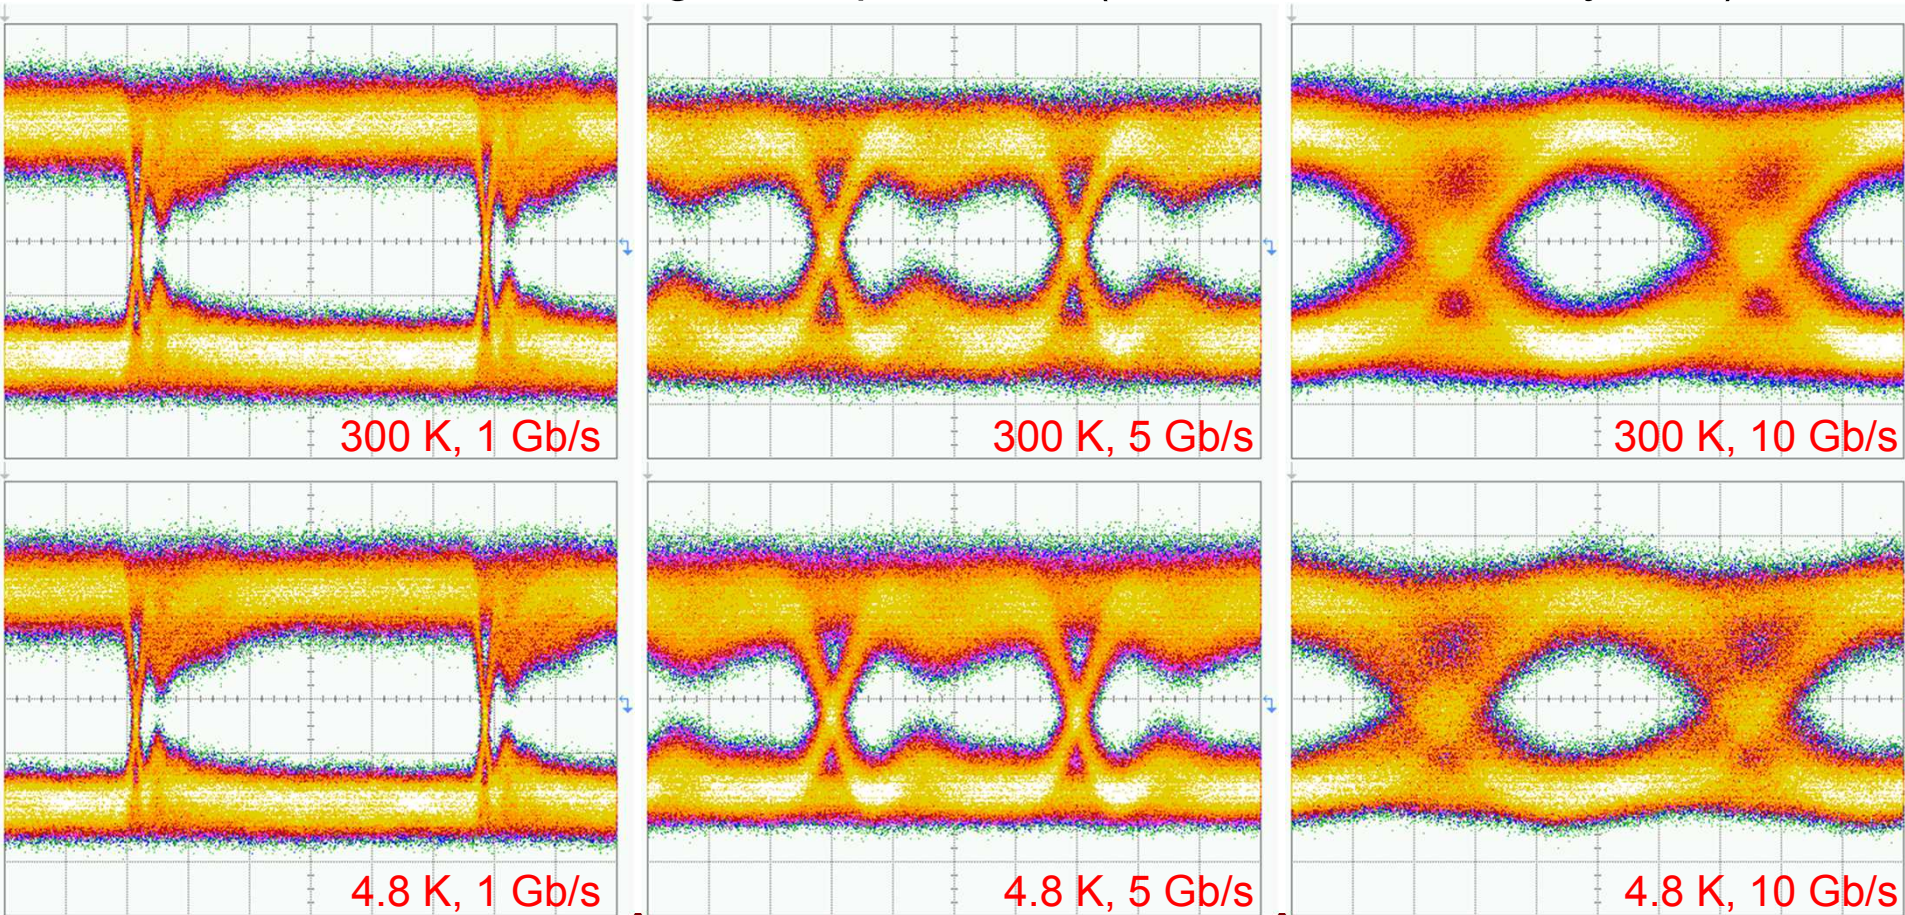 300 K, 1 Gb/s
300 K, 5 Gb/s
300 K, 10 Gb/s
4.8 K, 1 Gb/s
4.8 K, 5 Gb/s
4.8 K, 10 Gb/s